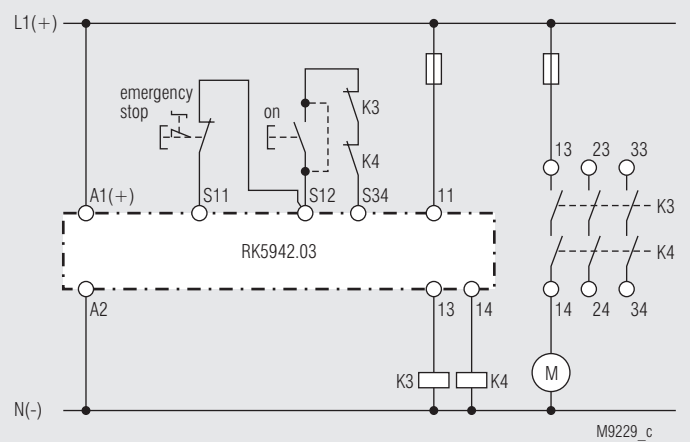 L1(+)
emergency
stop
on
K3
K4
13 23 33
A1(+) S11 S12 S34 11
K3
RK5942.03
K4
A2 13 14 14 24 34
K3 K4 M
N(-)
M9229_c